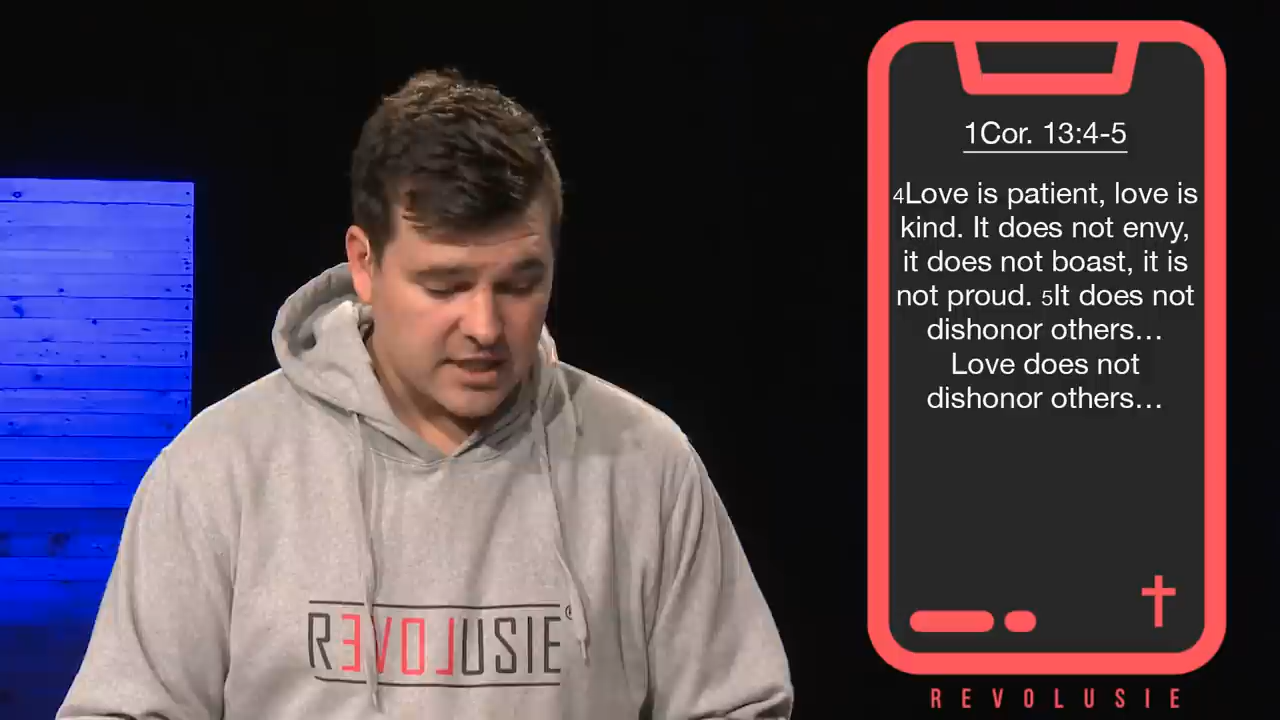 1Cor. 13:4-5
4Love is patient, love is
kind. It does not envy,
it does not boast, it is
not proud. 5It does not
dishonor others…
Love does not
dishonor others…
REVOLUSIE®
REVOLUSIE